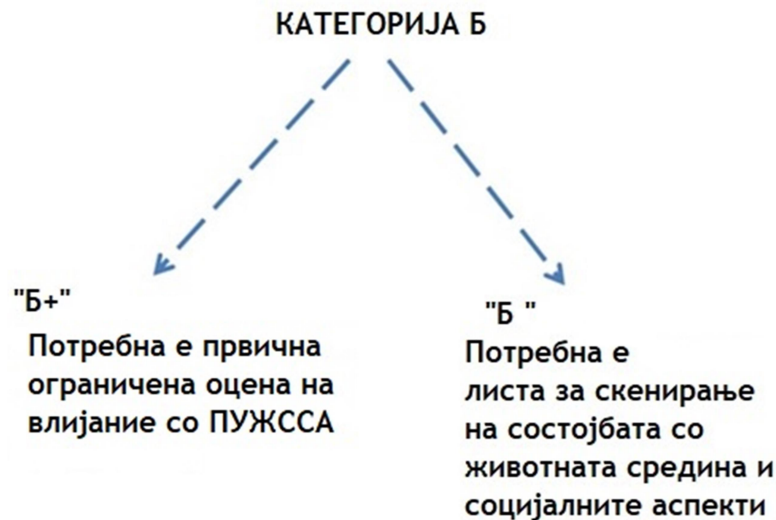 КАТЕГОРИЈА Б
"Б+"
Потребна е првична
ограничена оцена на
влијание со ПУЖССА
"Б "
Потребна е
листа за скенирање
на состојбата со
животната средина и
социјалните аспекти